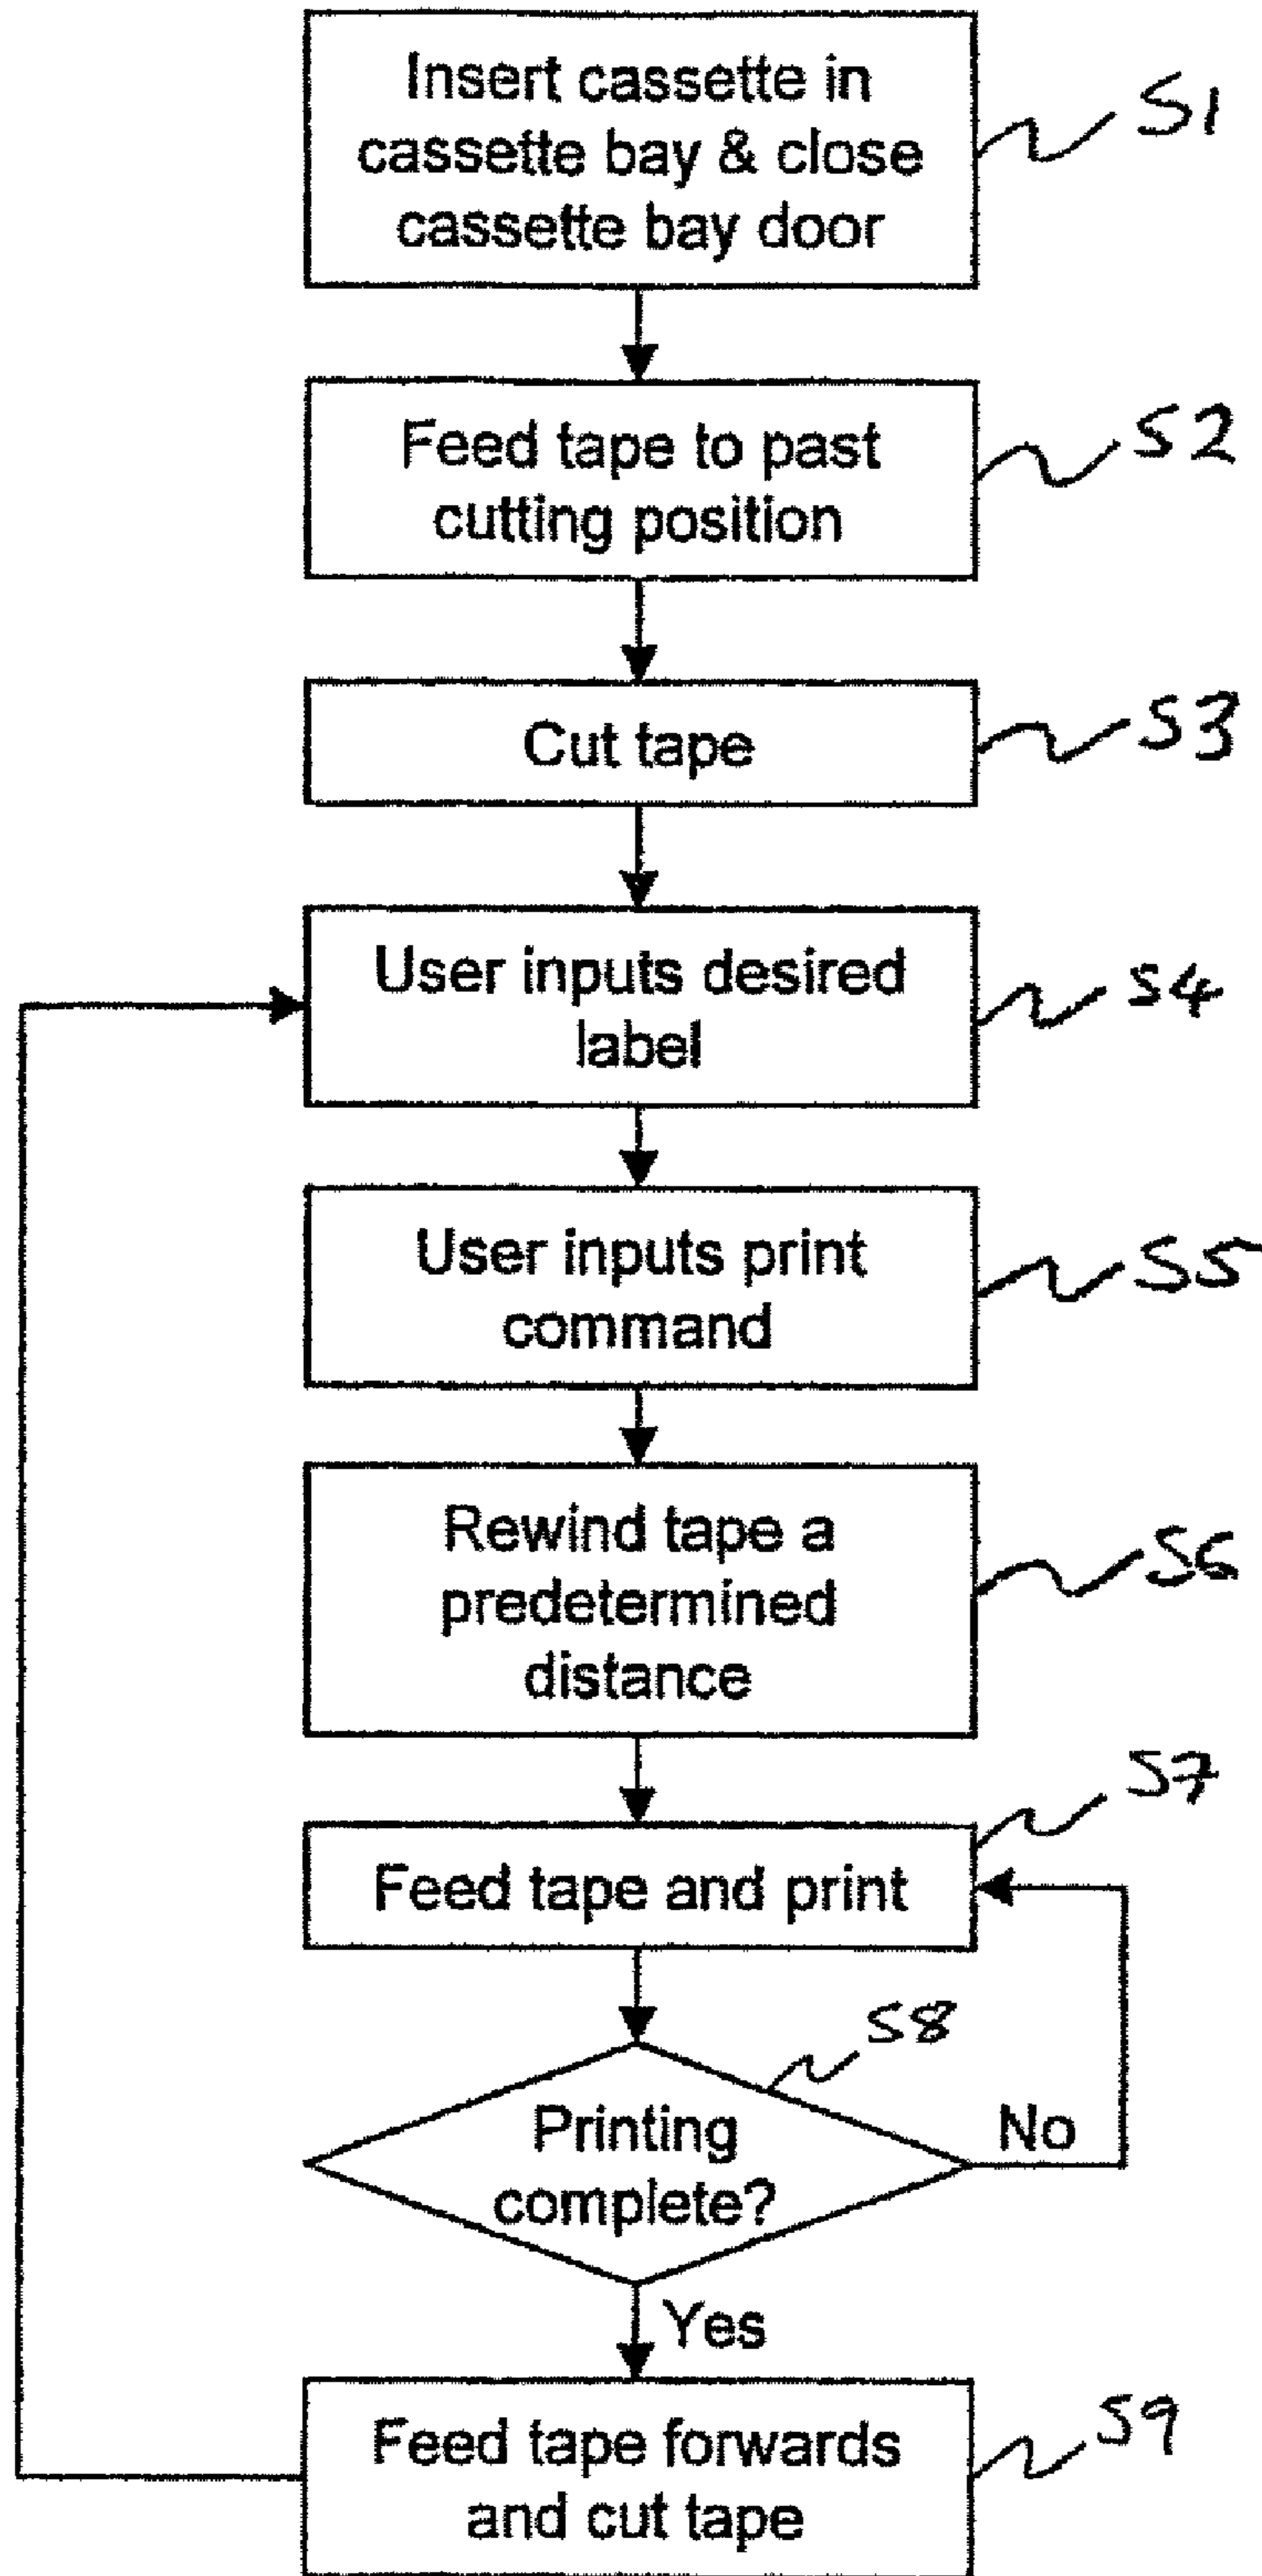 Insert cassette in
cassette bay & close
cassette bay door
S1
Feed tape to past
cutting position
S2
Cut tape
S3
User inputs desired
label
S4
User inputs print
command
S5
Rewind tape a
predetermined
distance
S6
S7
Feed tape and print
S8
Printing
complete?
No
Yes
Feed tape forwards
and cut tape
S9